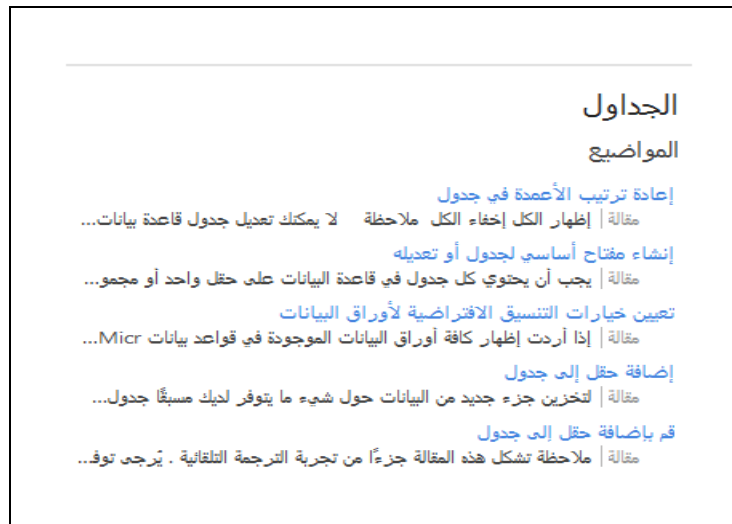 الجداول
المواضيع
إعادة ترتيب الأعمدة في جدول
مقالة | إظهار الكل إخفاء الكل ملاحظة لا يمكنك تعديل جدول قاعدة بيانات...
إنشاء مفتاح أساسي لجدول أو تعديله
مقالة | يجب أن يحتوي كل جدول في قاعدة البيانات على حقل واحد أو مجمو...
تعيين خيارات التنسيق الافتراضية لأوراق البيانات
مقالة | إذا أردت إظهار كافة أوراق البيانات الموجودة في قواعد بيانات Micr...
إضافة حقل إلى جدول
مقالة | لتخزين جزء جديد من البيانات حول شيء ما يتوفر لديك مسبقًا جدول...
قم بإضافة حقل إلى جدول
مقالة | ملاحظة تشكل هذه المقالة جزءًا من تجربة الترجمة التلقائية . يُرجى توف...